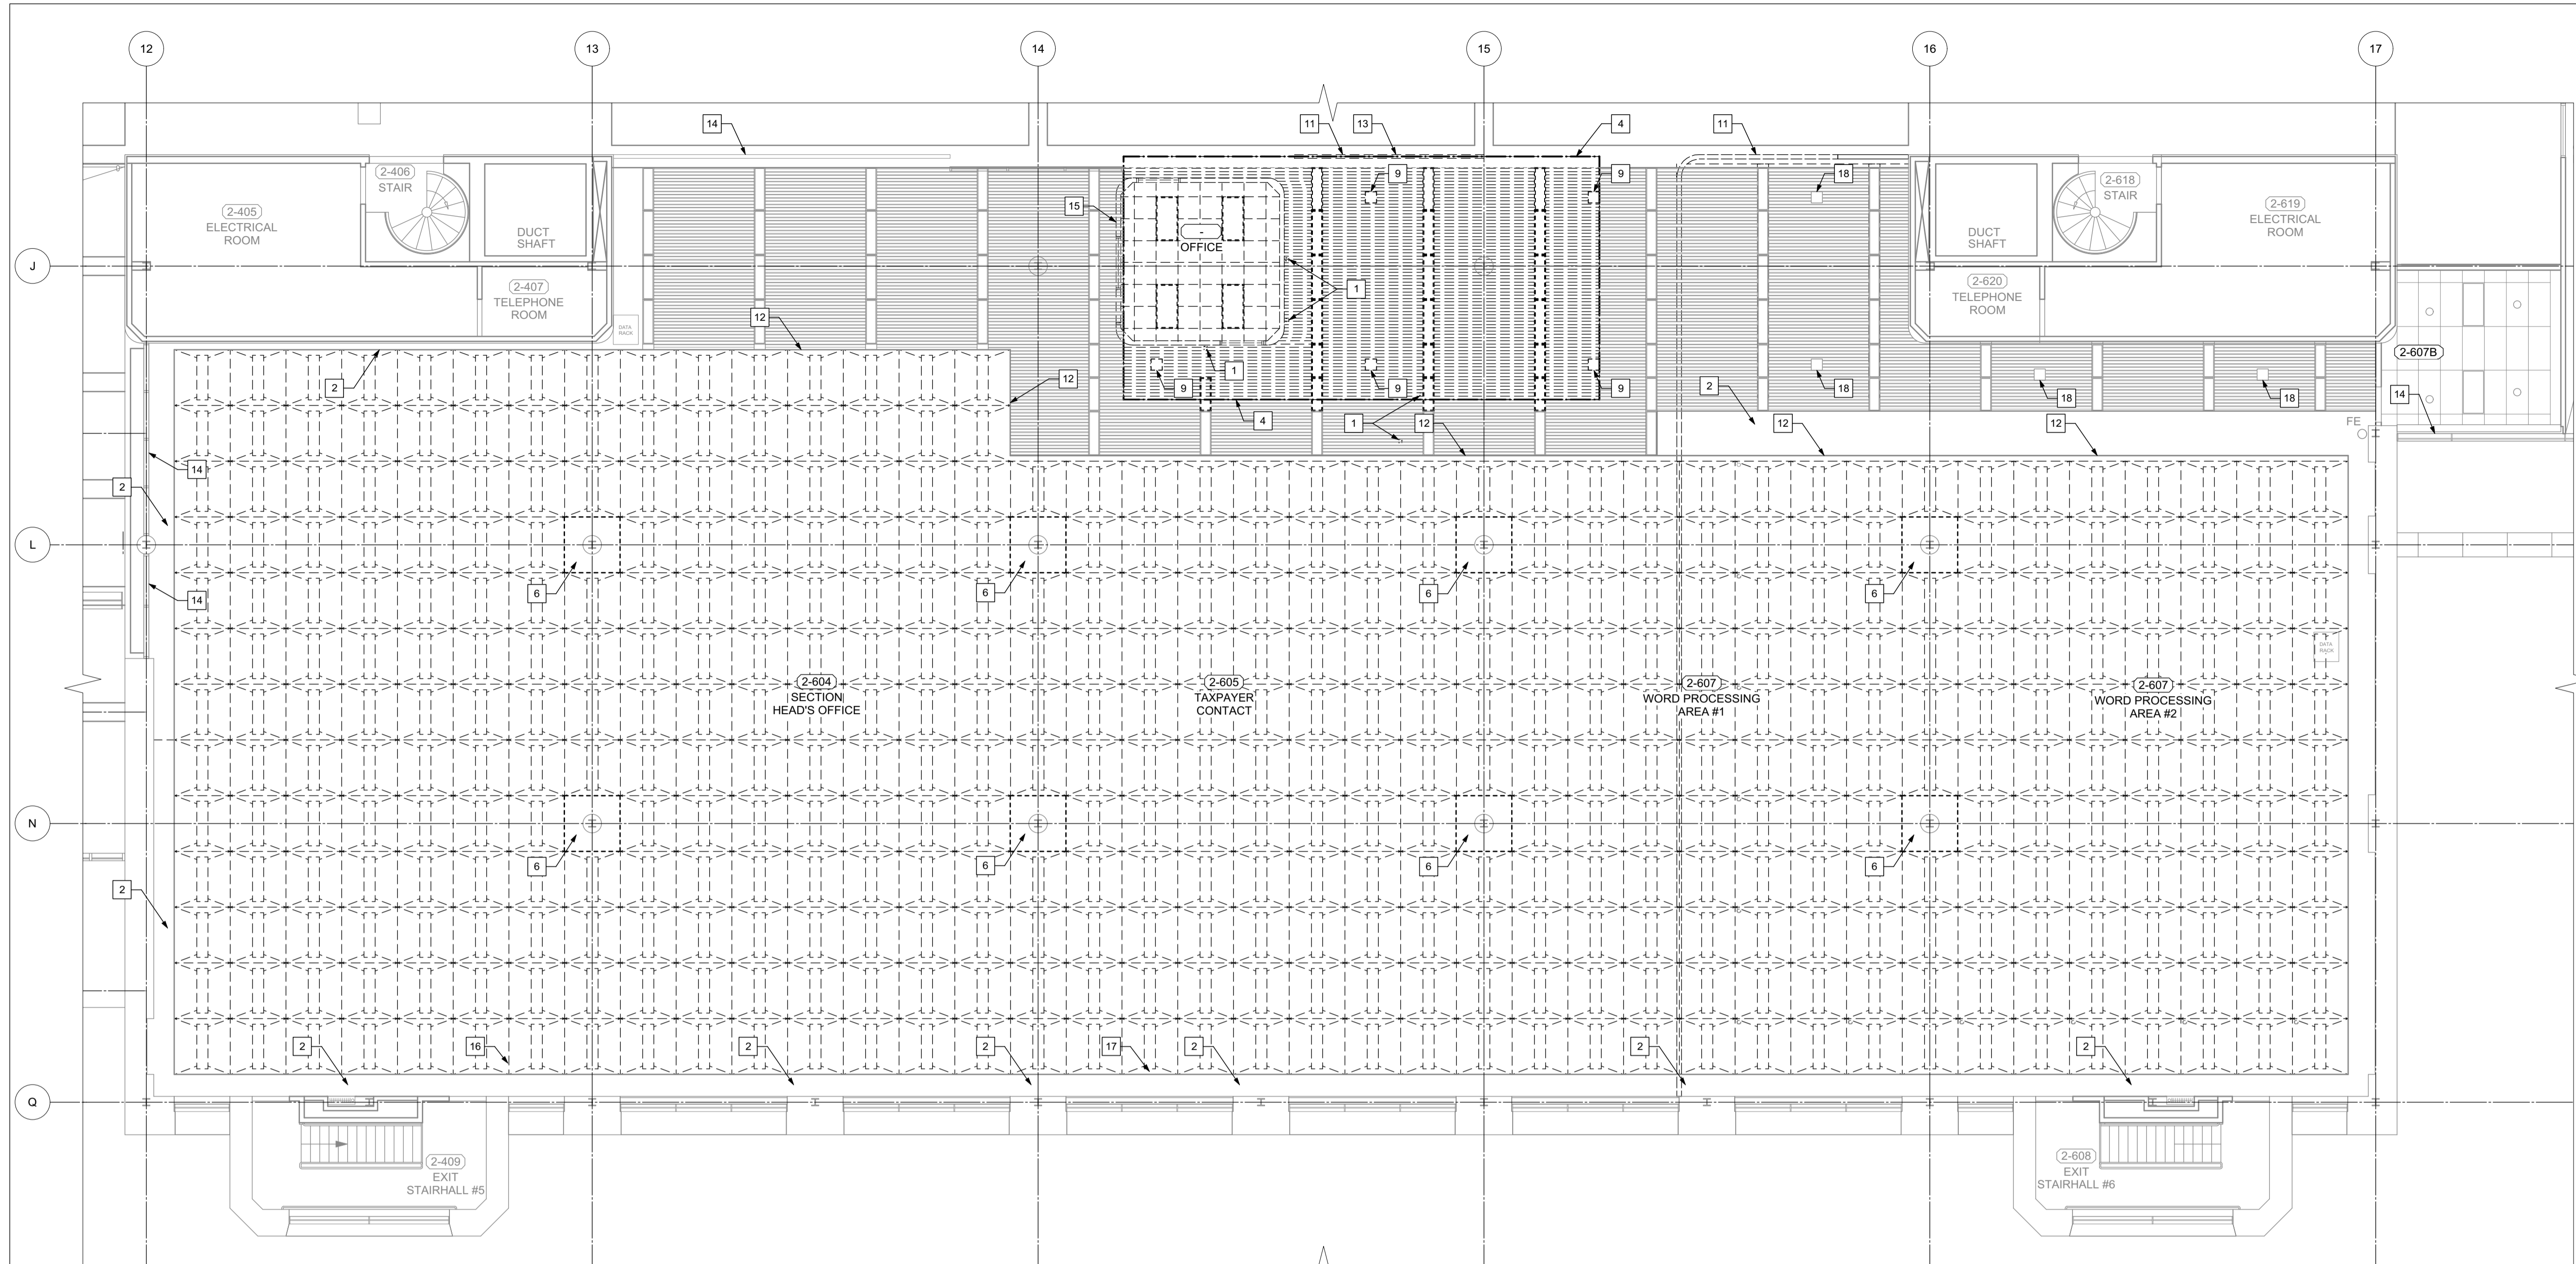 12
13
14
15
16
17
14
11
13
4
11
2-406
STAIR
9
9
18
2-618
STAIR
2-405
ELECTRICAL
ROOM
15
2-619
ELECTRICAL
ROOM
DUCT
SHAFT
-
OFFICE
DUCT
SHAFT
J
2-407
TELEPHONE
ROOM
1
2-620
TELEPHONE
ROOM
12
DATA
RACK
2-607B
2
12
1
9
9
9
2
18
18
18
14
4
1
12
12
12
FE
14
2
L
14
6
6
6
6
DATA
RACK
2-604
SECTION
HEAD'S OFFICE
2-605
TAXPAYER
CONTACT
2-607
WORD PROCESSING
AREA #1
2-607
WORD PROCESSING
AREA #2
N
6
6
6
6
2
2
16
2
2
17
2
2
2
Q
2-409
EXIT
STAIRHALL #5
2-608
EXIT
STAIRHALL #6